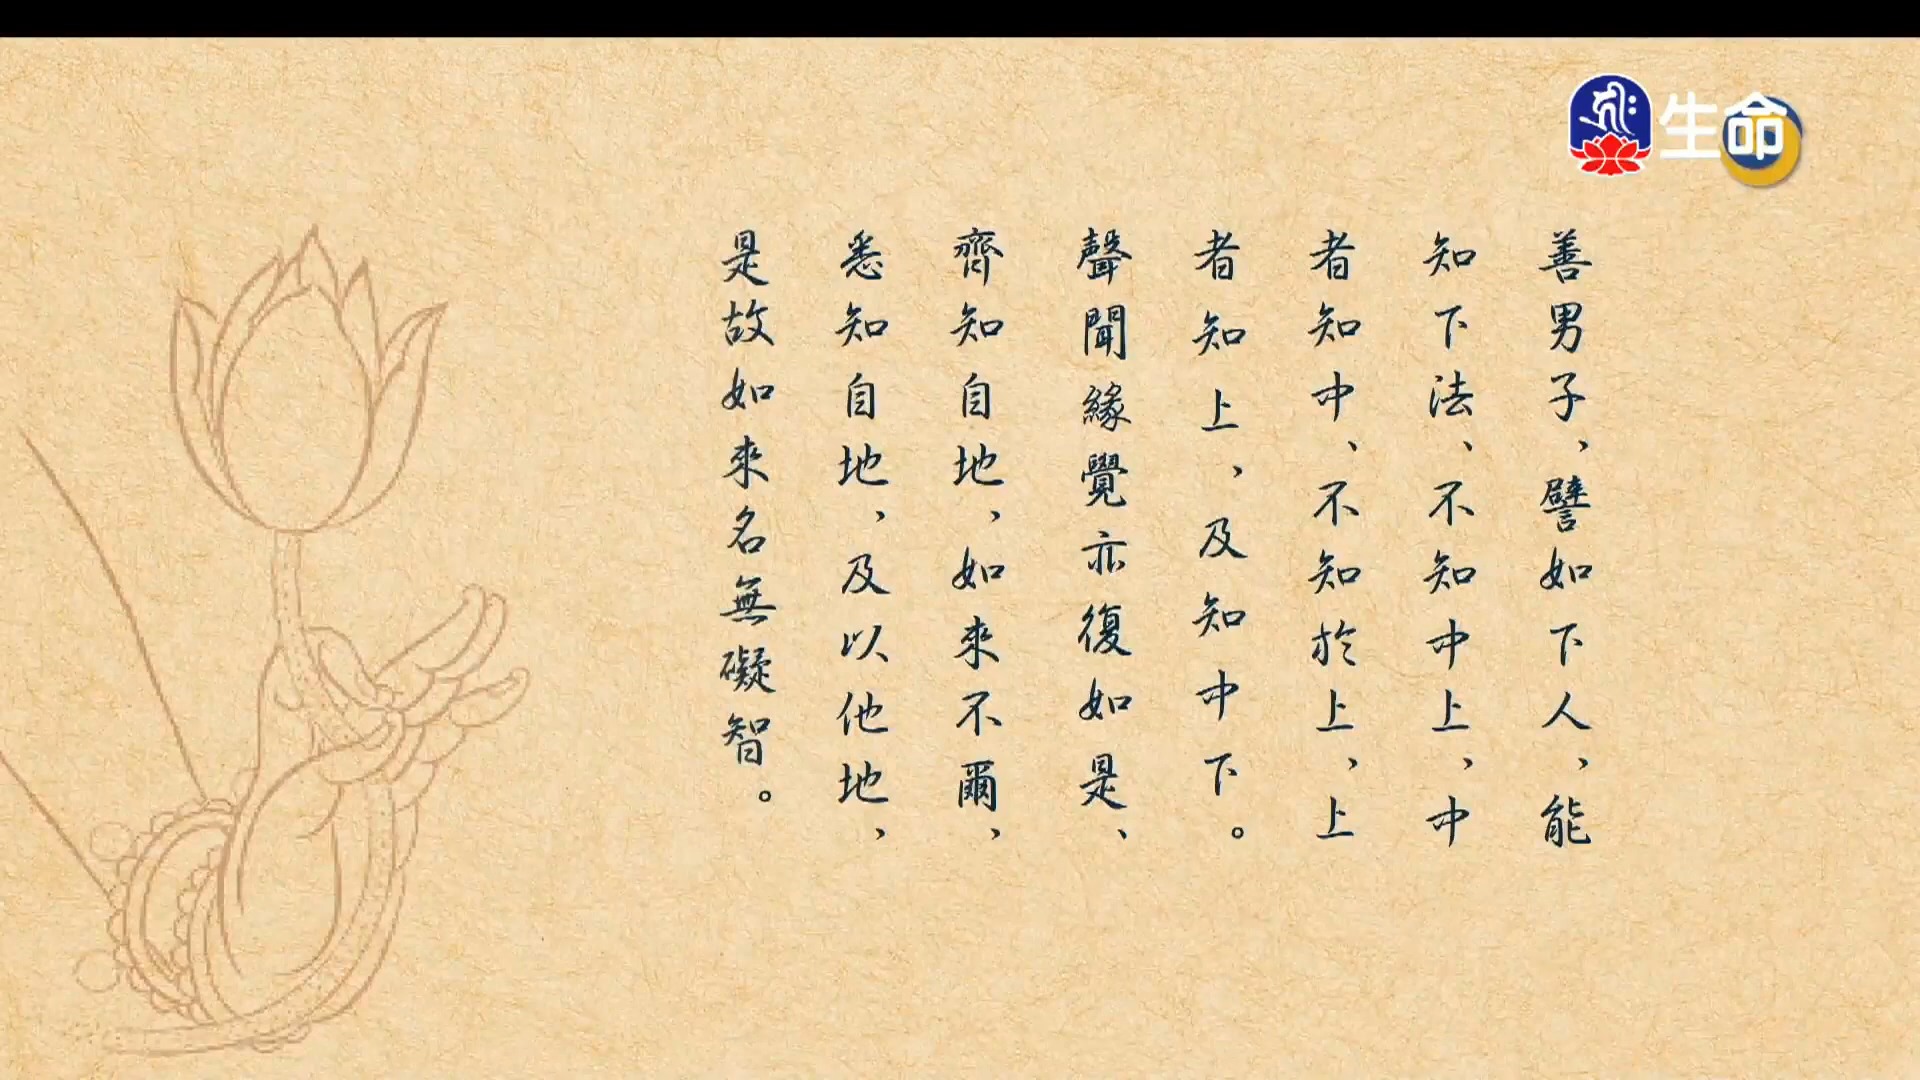 生命
善男子、譬如下人，能
知下法、不知中上，中
者知中、不知於上，上
者知上，及知中下。
聲聞緣覺亦復如是、
齊知自地、如來不爾、
悉知自地、及以他地、
是故如來名無礙智。